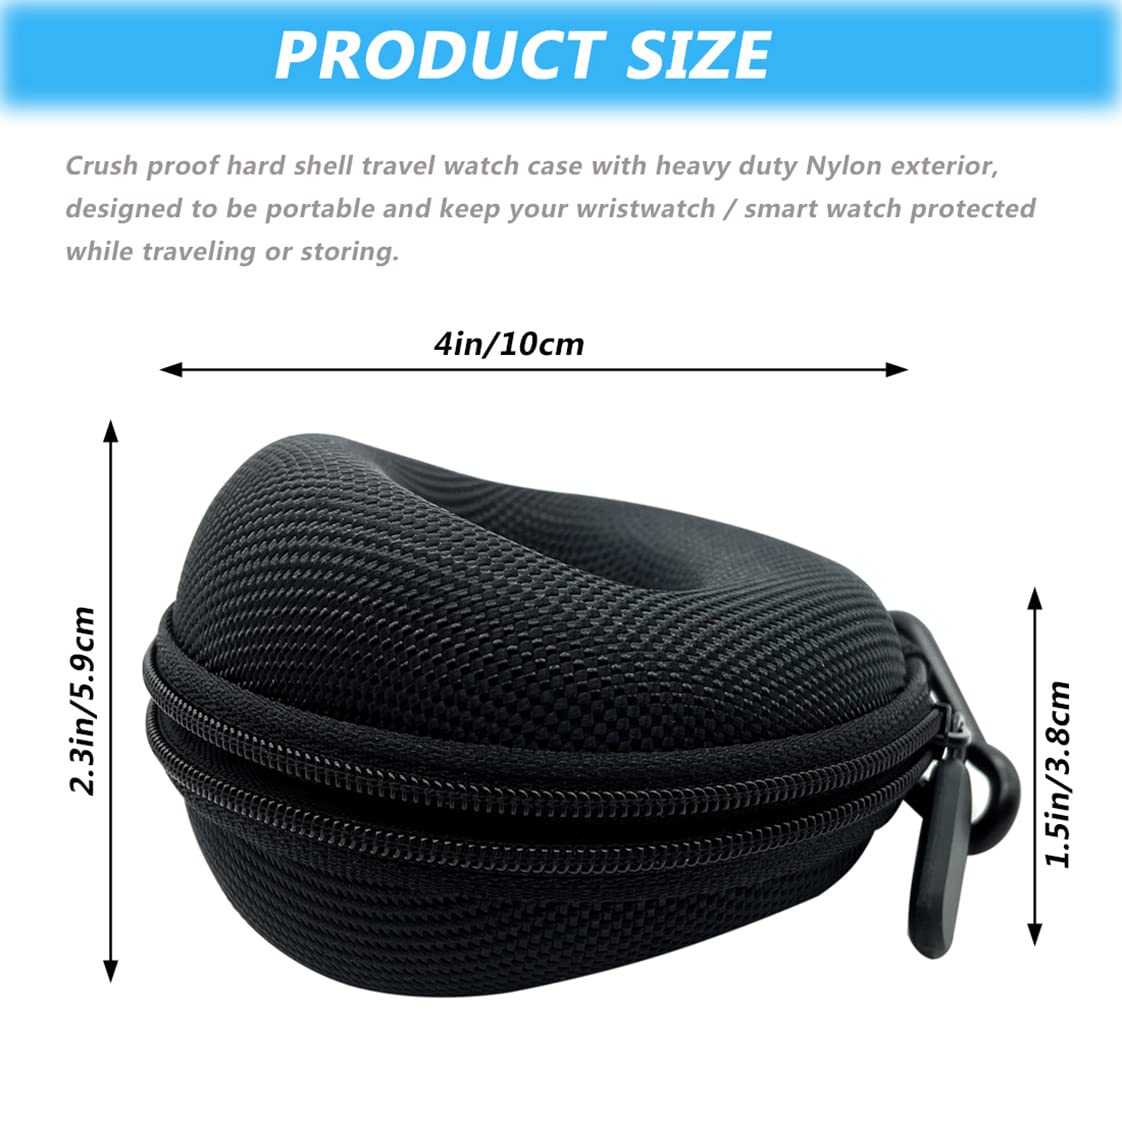 PRODUCT SIZE
Crush proof hard shell travel watch case with heavy duty Nylon exterior,
designed to be portable and keep your wristwatch / smart watch protected
while traveling or storing.
4in/10cm
2.3in/5.9cm
1.5in/3.8cm